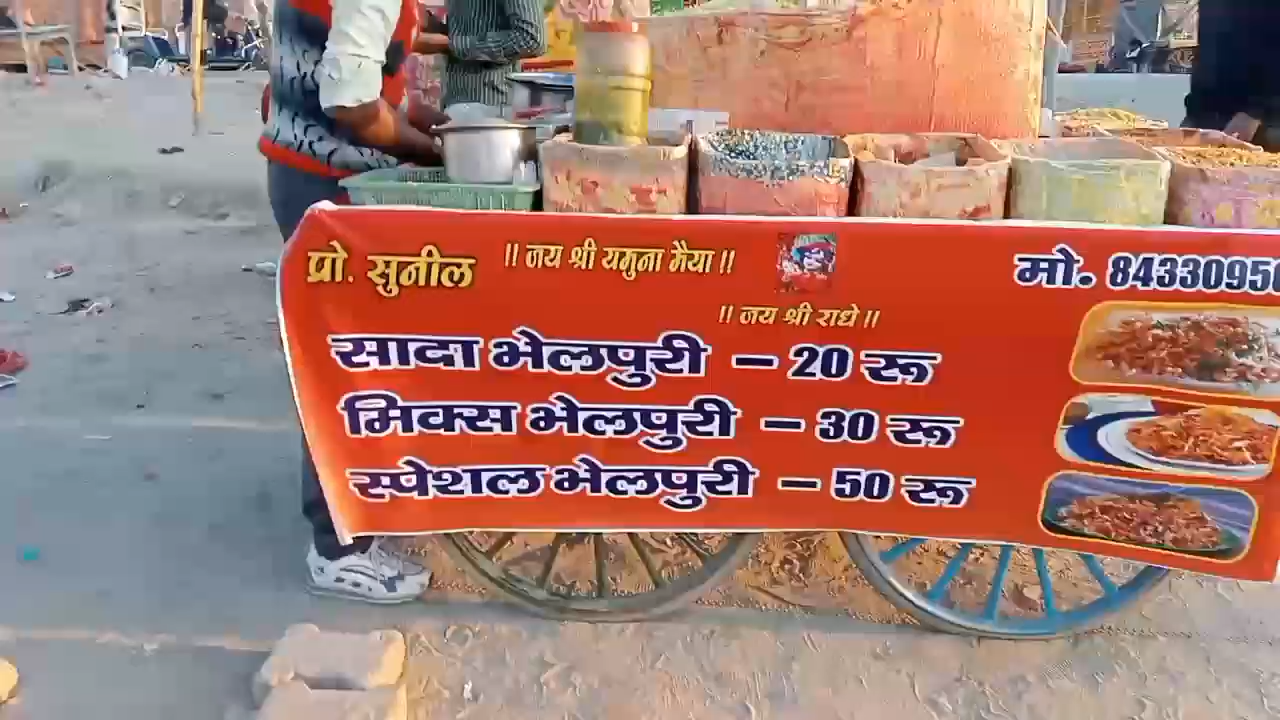 प्रो. सुनील
|| जय श्री यमुना मैया ||
मो. 84330950
|| जय श्री राधे ||
सादा भेलपुरी – 20 रू
मिक्स भेलपुरी – 30 रू
स्पेशल भेलपुरी – 50 रू